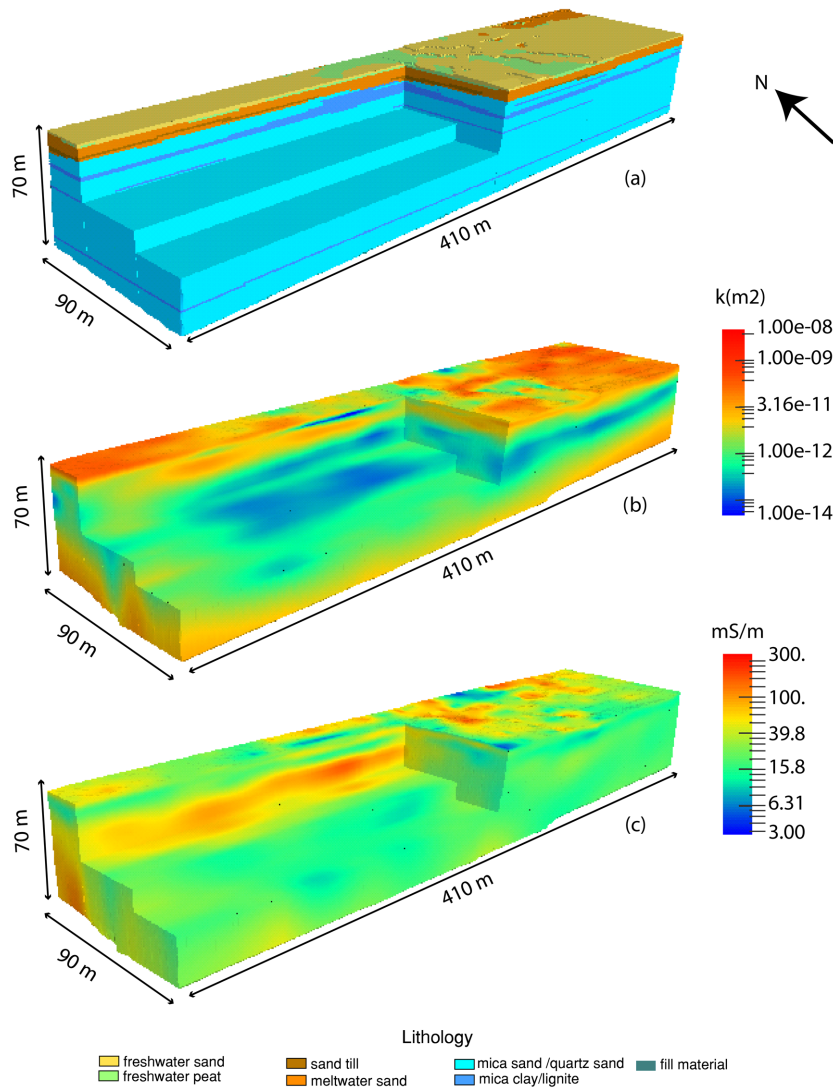 N
70 m
(a)
410 m
90 m
k(m2)
1.00e-08
1.00e-09
3.16e-11
1.00e-12
1.00e-14
70 m
(b)
410 m
90 m
mS/m
300.
100.
39.8
15.8
6.31
3.00
70 m
(c)
410 m
90 m
Lithology
freshwater sand
freshwater peat
sand till
meltwater sand
mica sand /quartz sand
mica clay/lignite
fill material